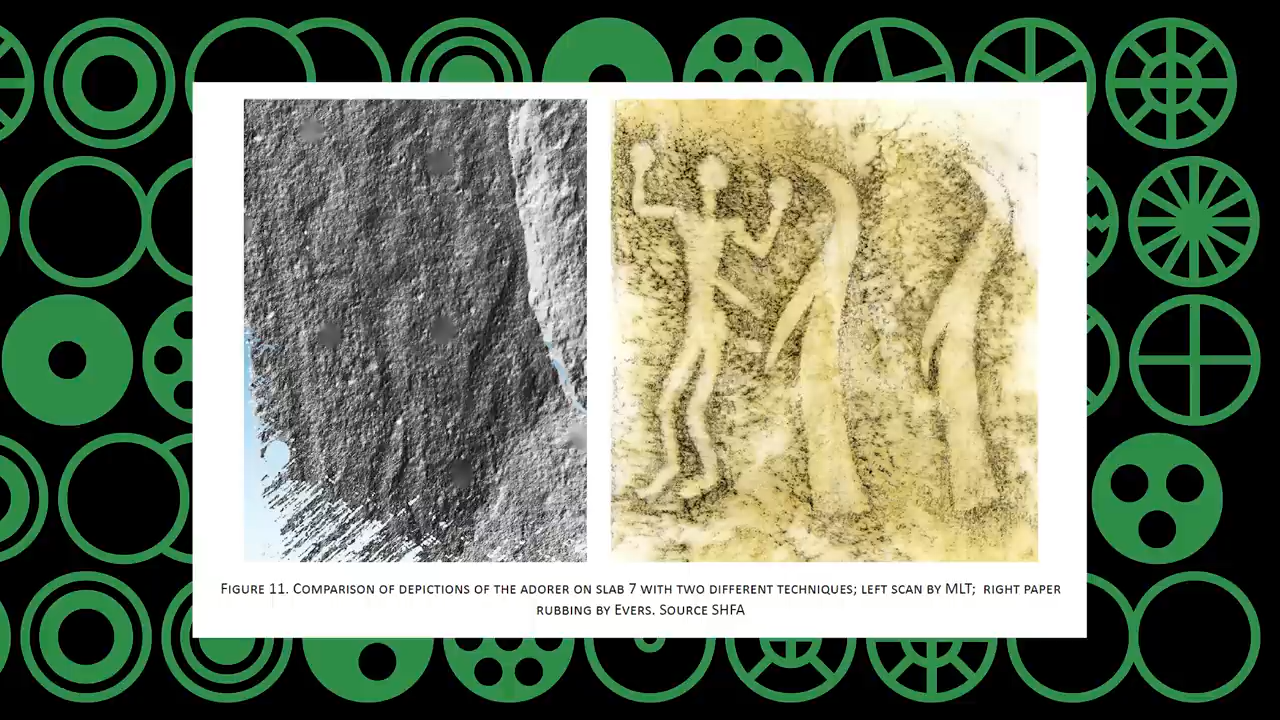 Figure 11. Comparison of depictions of the adorer on slab 7 with two different techniques; left scan by MLT; right paper
rubbing by Evers. Source SHFA